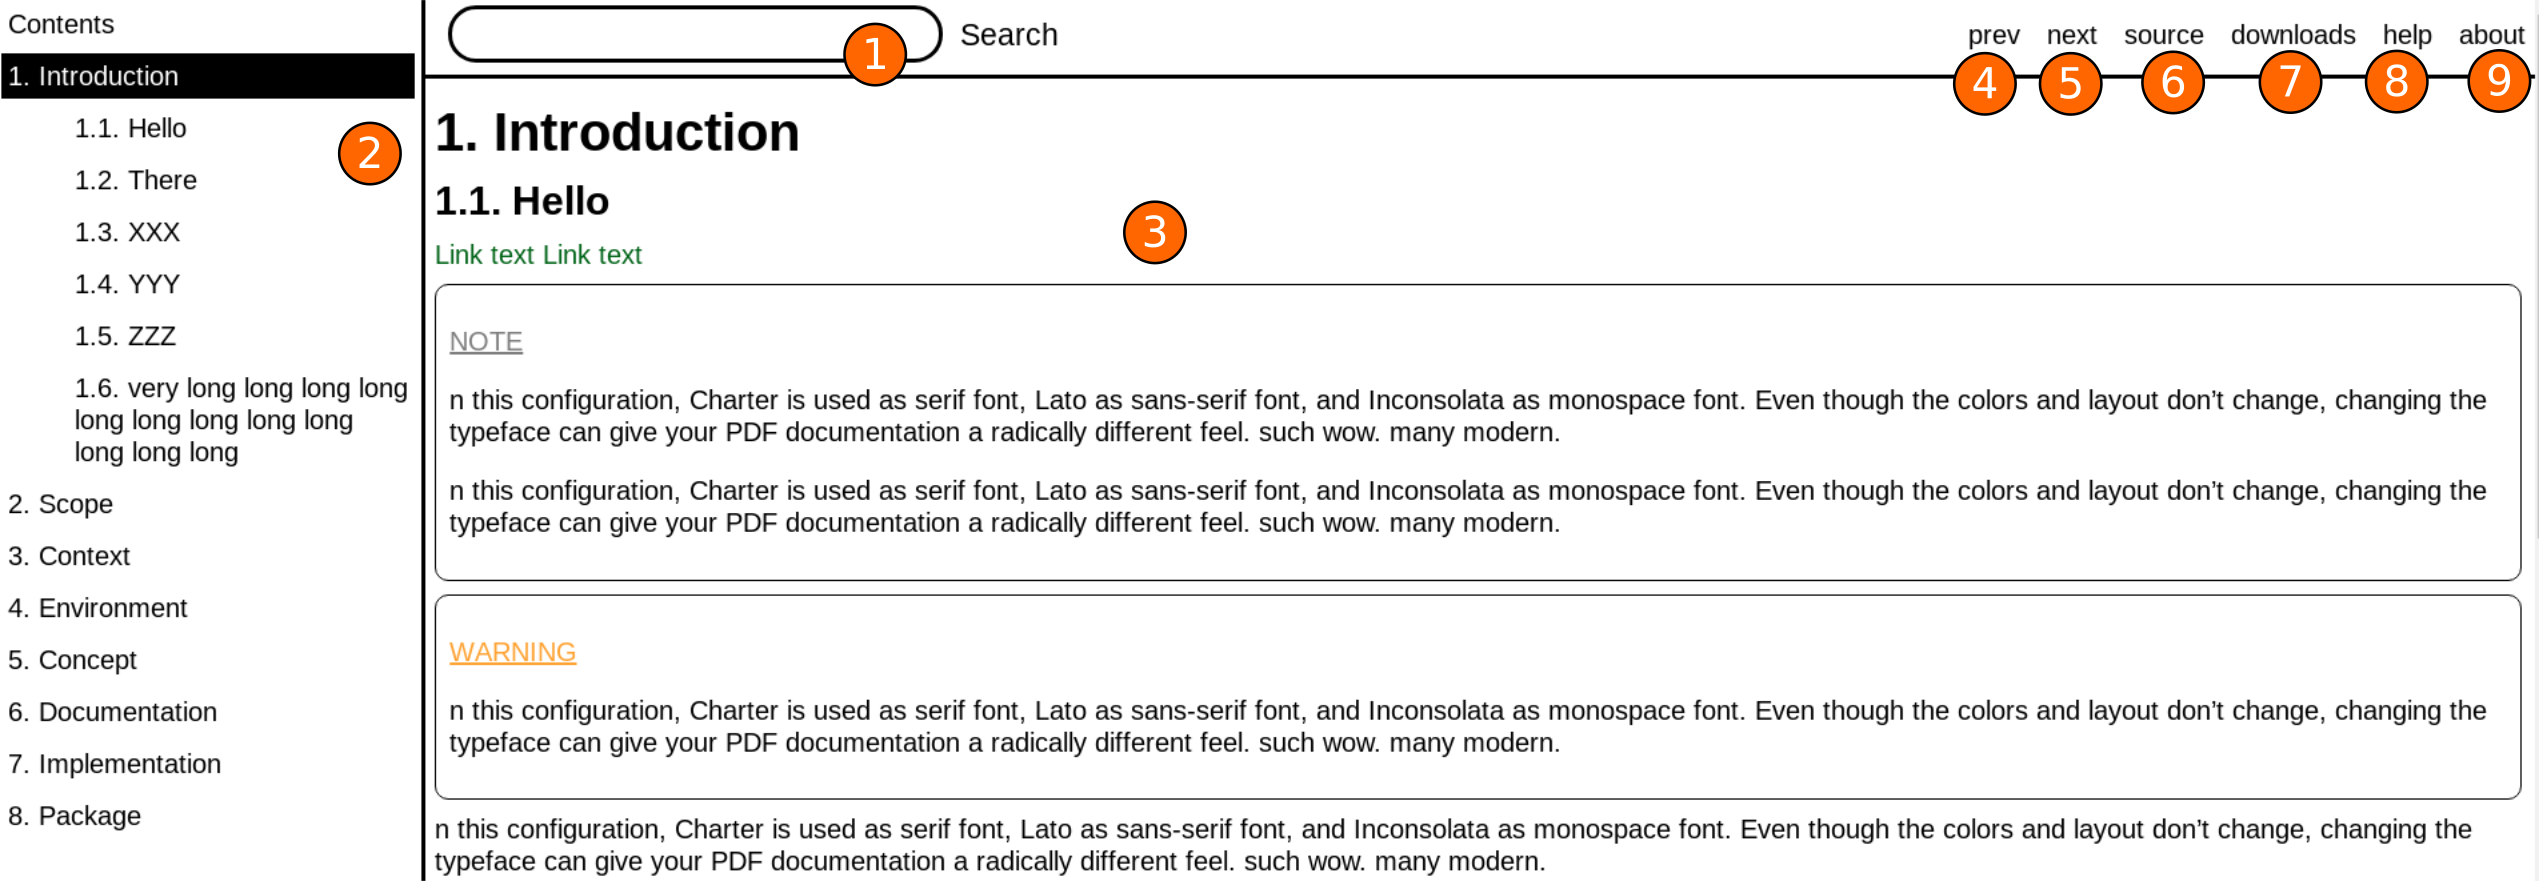 Contents
1. Introduction
1.1. Hello
1.2. There
1.3. XXX
1.4. YYY
1.5. ZZZ
1.6. very long long long long
long long long long long
long long long
2. Scope
3. Context
4. Environment
5. Concept
6. Documentation
7. Implementation
8. Package
2
Search
1
prev next source downloads help about
4 5 6 7 8 9
1. Introduction
1.1. Hello
3
Link text Link text
NOTE
n this configuration, Charter is used as serif font, Lato as sans-serif font, and Inconsolata as monospace font. Even though the colors and layout don’t change, changing the
typeface can give your PDF documentation a radically different feel. such wow. many modern.
n this configuration, Charter is used as serif font, Lato as sans-serif font, and Inconsolata as monospace font. Even though the colors and layout don’t change, changing the
typeface can give your PDF documentation a radically different feel. such wow. many modern.
WARNING
n this configuration, Charter is used as serif font, Lato as sans-serif font, and Inconsolata as monospace font. Even though the colors and layout don’t change, changing the
typeface can give your PDF documentation a radically different feel. such wow. many modern.
n this configuration, Charter is used as serif font, Lato as sans-serif font, and Inconsolata as monospace font. Even though the colors and layout don’t change, changing the
typeface can give your PDF documentation a radically different feel. such wow. many modern.